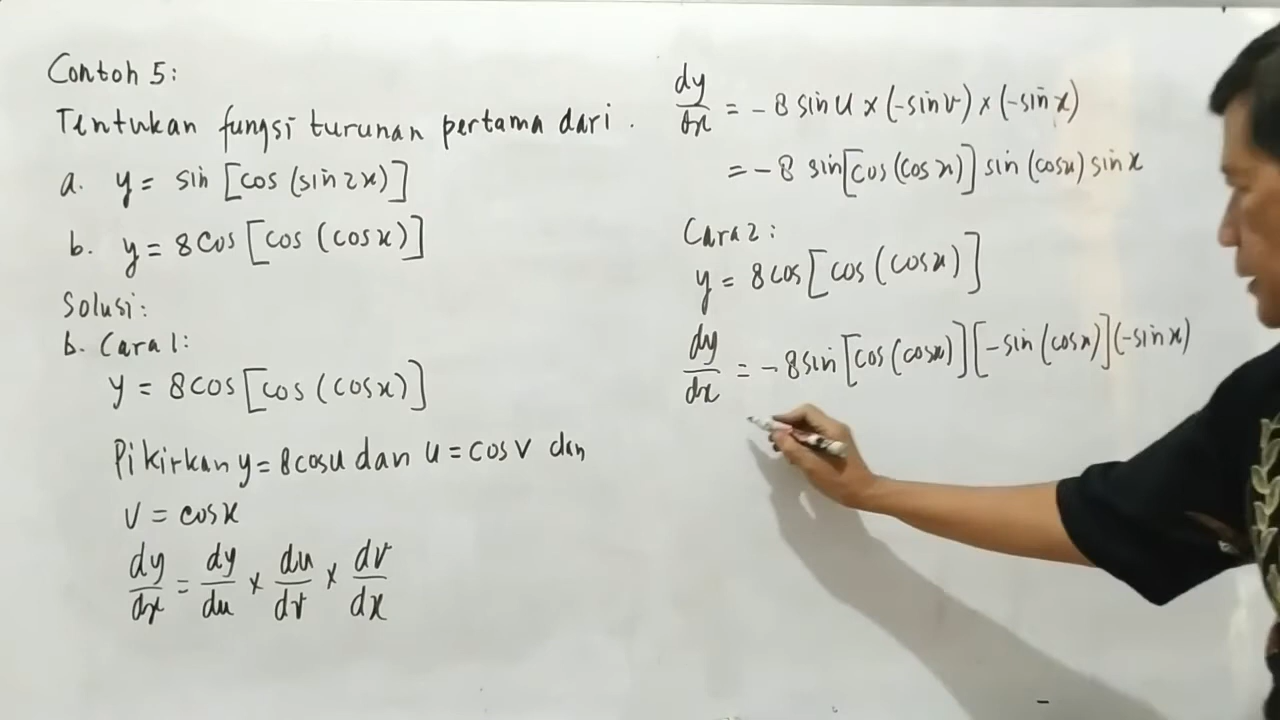 Contoh 5:
Tentukan fungsi turunan pertama dari.
a. y = sin [cos (sin 2x)]
b. y = 8 cos [cos (cos x)]
Solusi:
b. Cara 1:
y = 8 cos [cos (cos x)]
Pikirkan y = 8 cos u dan u = cos v dan
v = cos x
dy/dx = dy/du × du/dv × dv/dx
dy/dx = -8 sin u × (-sin v) × (-sin x)
= -8 sin [cos (cos x)] sin (cos x) sin x
Cara 2:
y = 8 cos [cos (cos x)]
dy/dx = -8 sin [cos (cos x)] [-sin (cos x)] (-sin x)